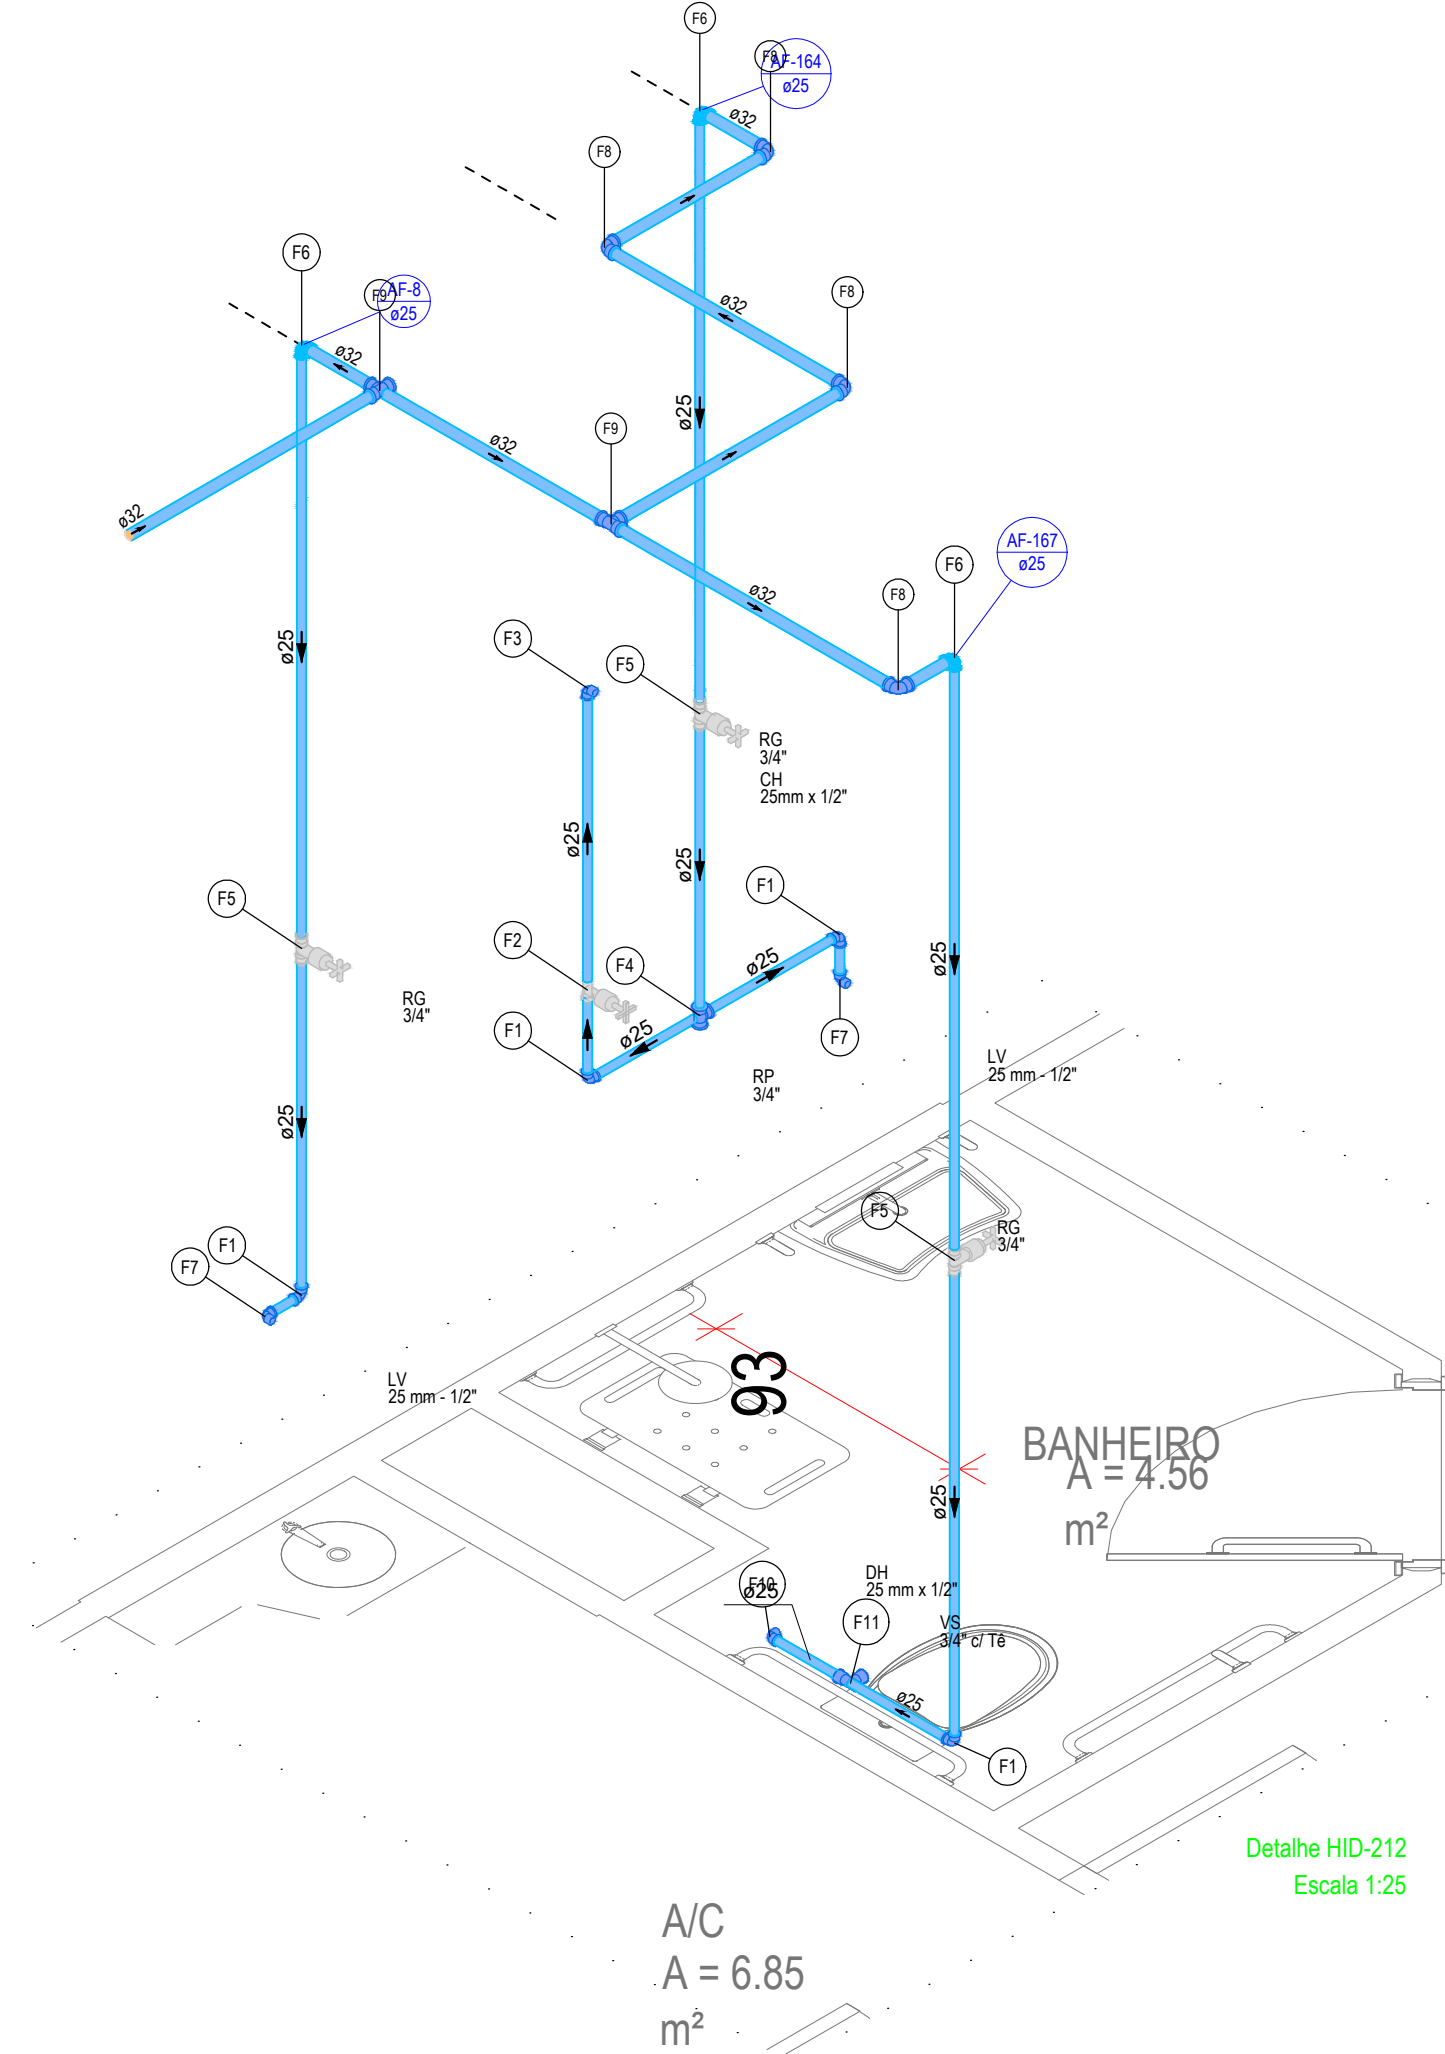 F6
F8
AF-164
ø25
ø32
F8
F6
F9
AF-8
ø25
ø32
F8
ø32
ø25
F9
ø32
ø32
AF-167
ø25
F6
F8
ø32
F3
F5
ø25
RG
3/4"
CH
25mm x 1/2"
ø25
ø25
F1
F5
F2
F4
ø25
ø25
RG
3/4"
F1
ø25
F7
RP
3/4"
LV
25 mm - 1/2"
ø25
F5
RG
3/4"
F1
F7
93
LV
25 mm - 1/2"
BANHEIRO
A = 4.56
m²
ø25
DH
25 mm x 1/2"
F10
ø25
F11
VS
3/4" c/ Tê
ø25
F1
Detalhe HID-212
Escala 1:25
A/C
A = 6.85
m²